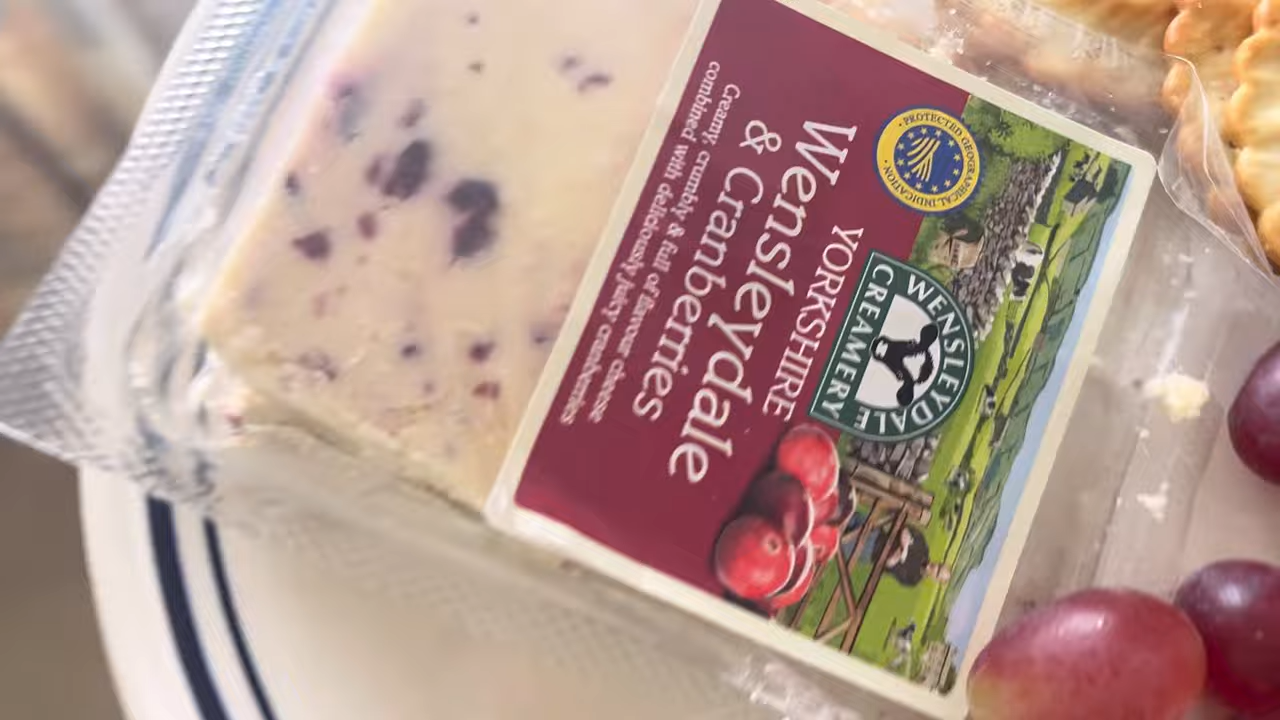 WENSLEYDALE
CREAMERY
PROTECTED GEOGRAPHICAL INDICATION
YORKSHIRE
Wensleydale
& Cranberries
Creamy, crumbly & full of flavour cheese
combined with deliciously juicy cranberries